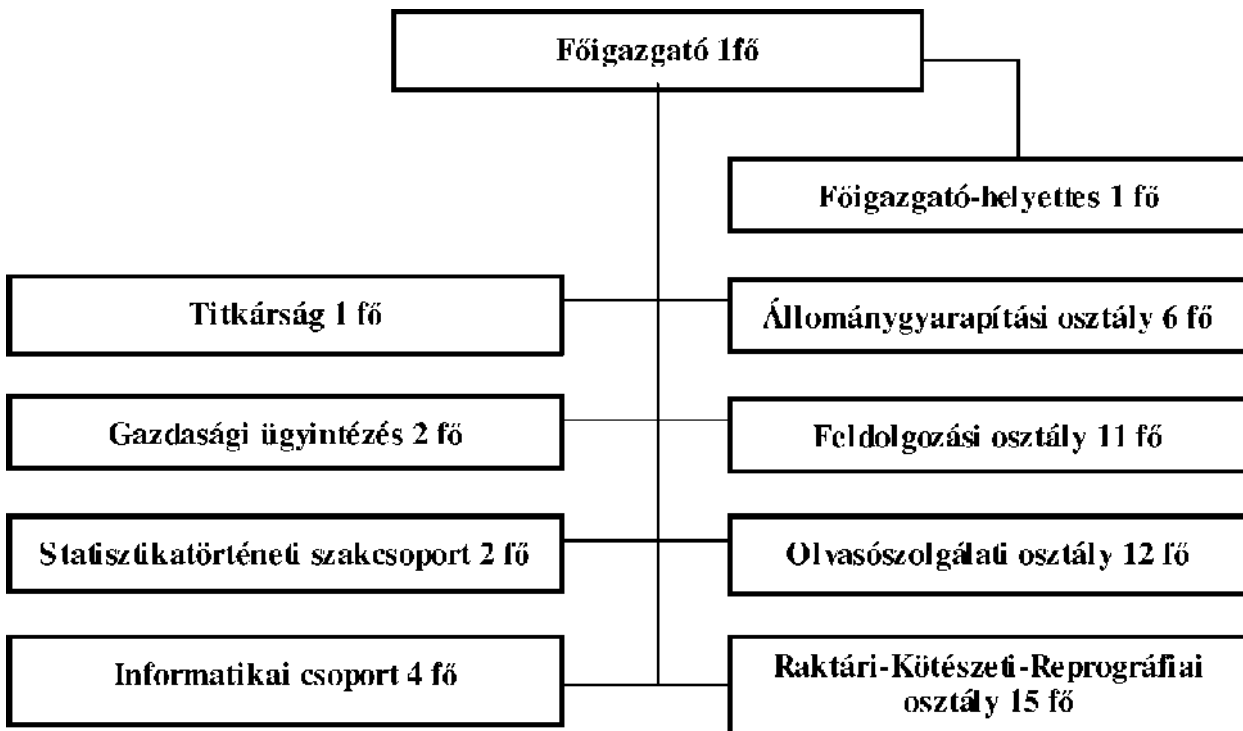 Főigazgató 1fő
Főigazgató-helyettes 1 fő
Titkárság 1 fő
Állománygyarapítási osztály 6 fő
Gazdasági ügyintézés 2 fő
Feldolgozási osztály 11 fő
Statisztikatörténeti szakcsoport 2 fő
Olvasószolgálati osztály 12 fő
Informatikai csoport 4 fő
Raktári-Kötészeti-Reprográfiai
osztály 15 fő